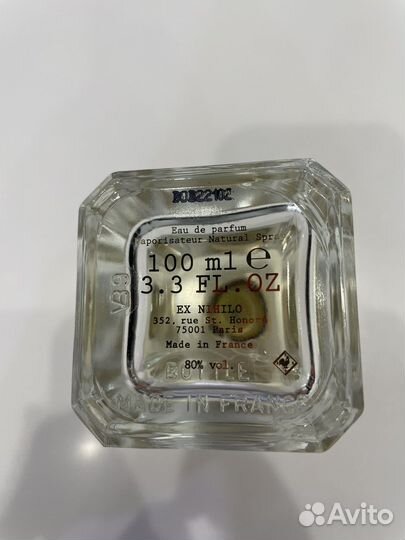 Eau de parfum
Vaporisateur Natural Spray
100 ml e
3.3 FL.OZ
EX NIHILO
352, rue St. Honoré
75001 Paris
Made in France
80% vol.
BOTTLE
MADE IN FRANCE
Avito